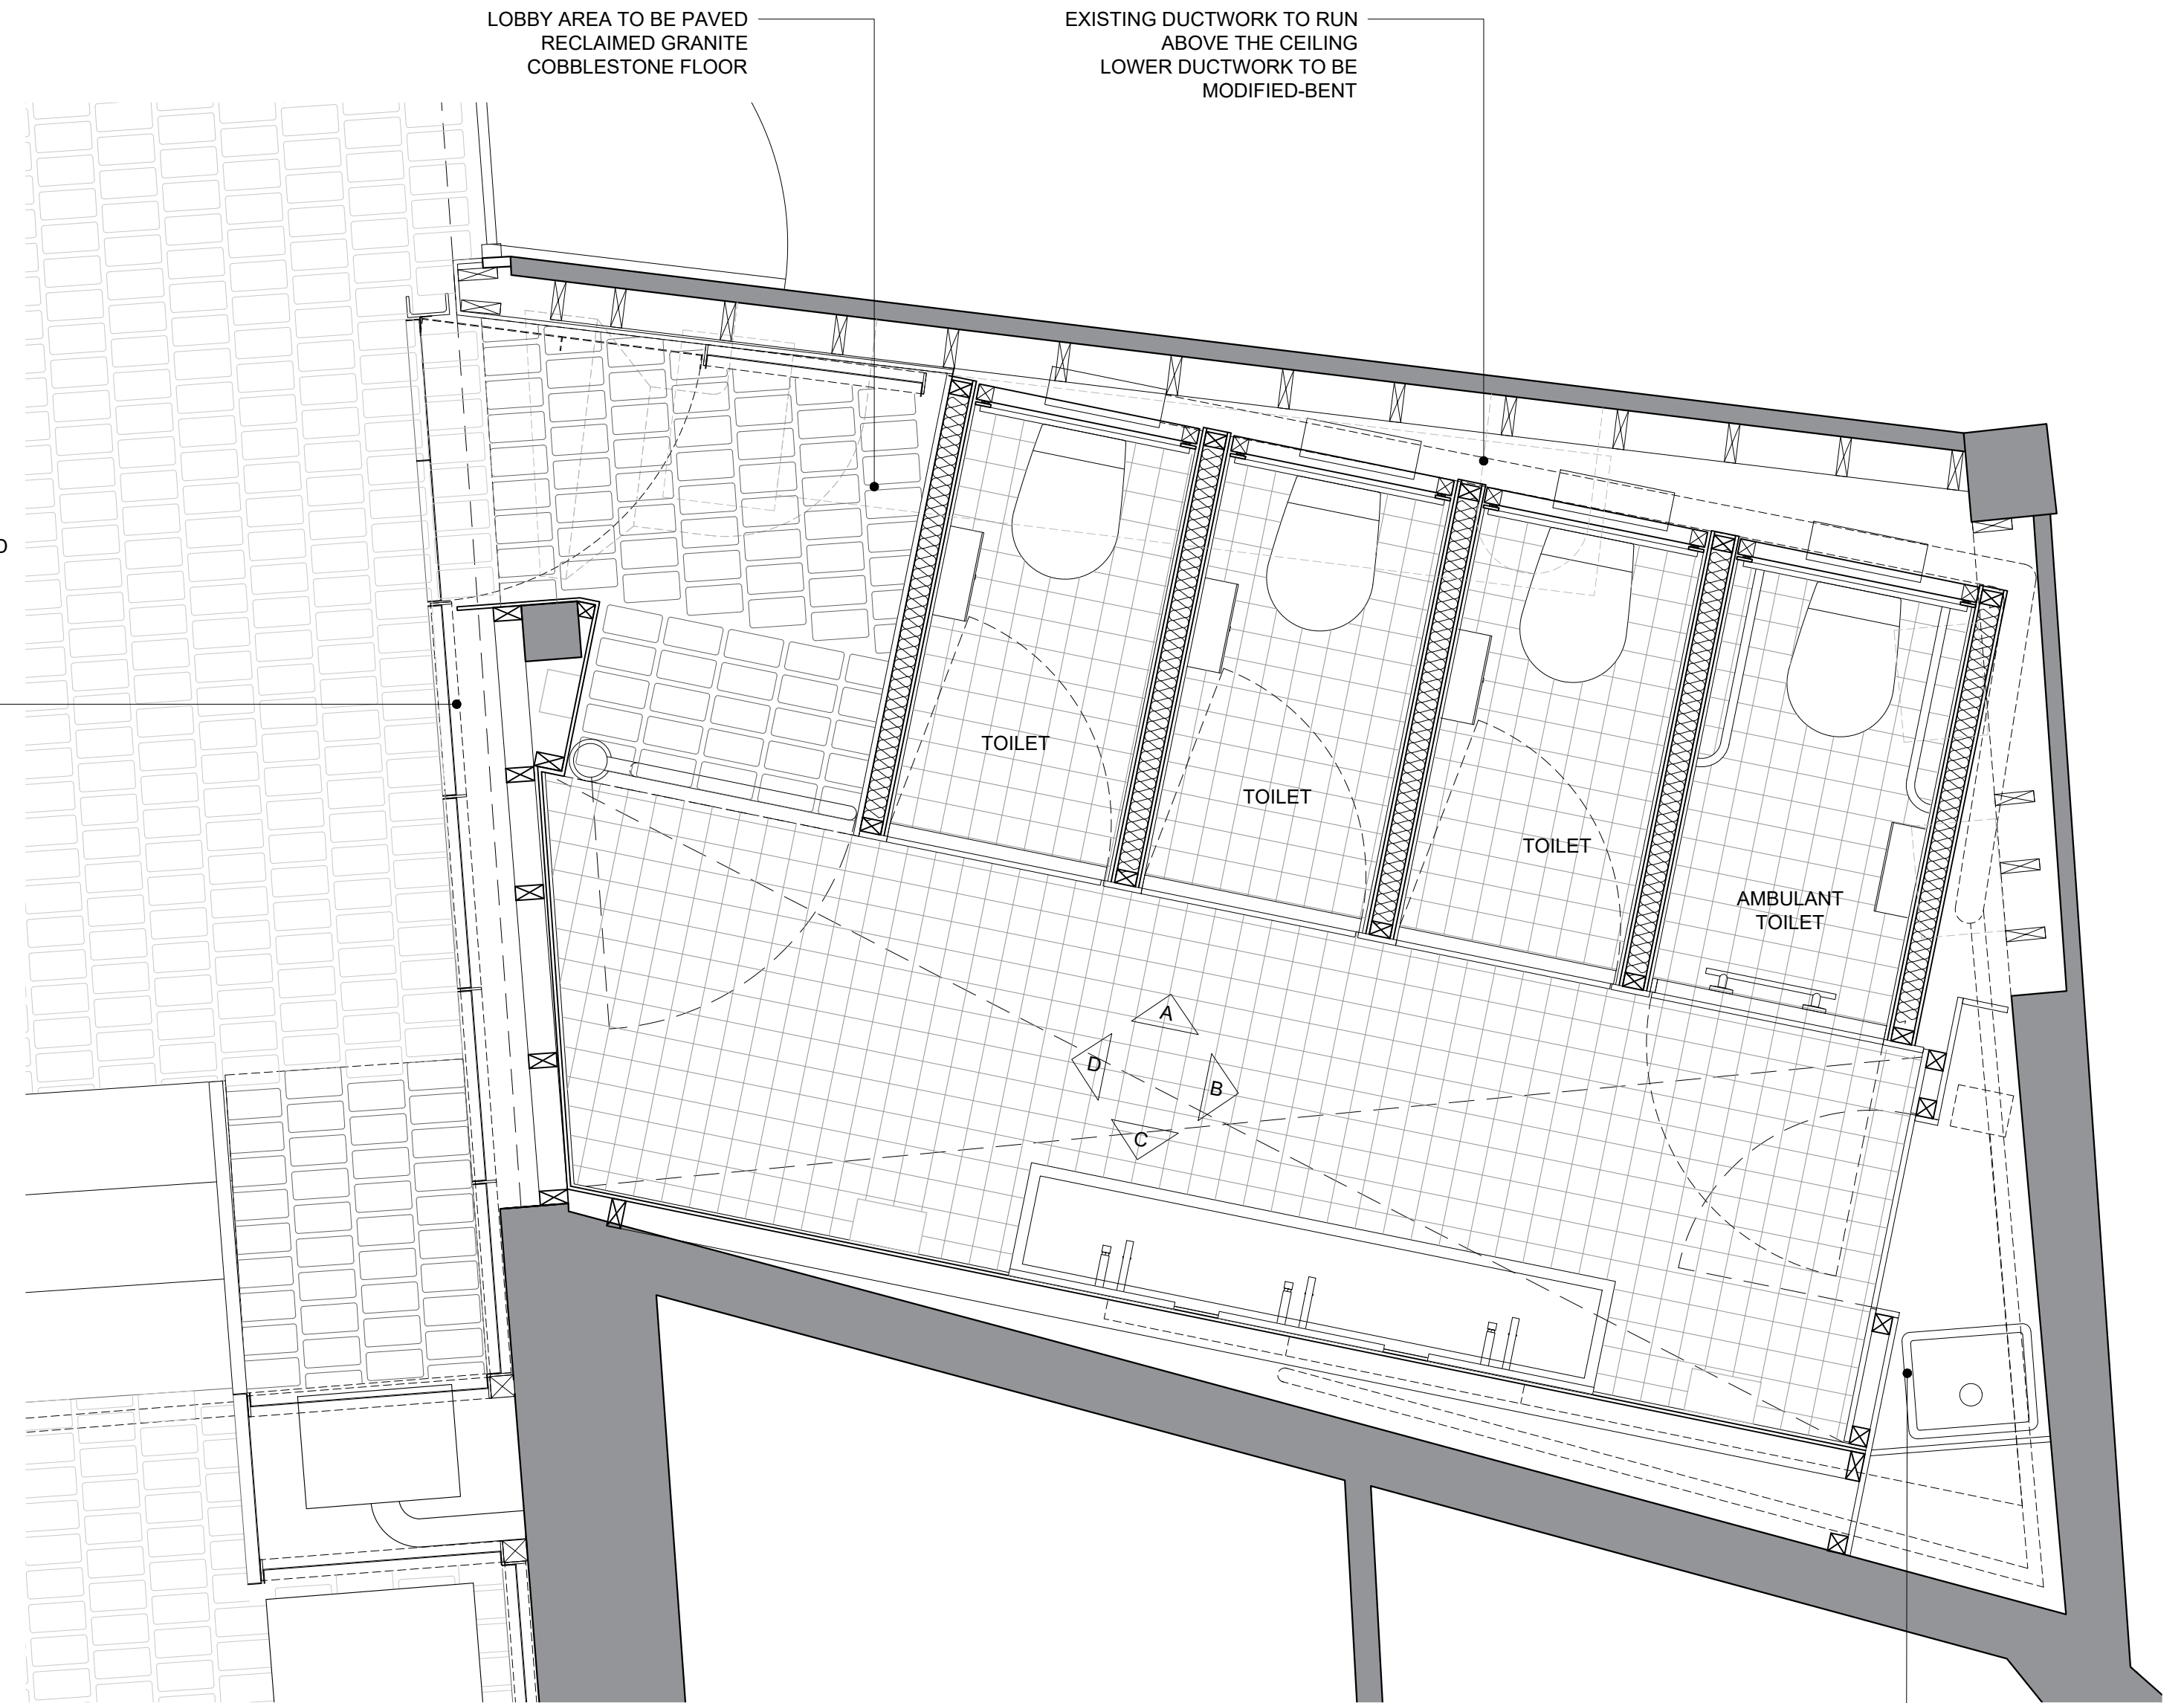 LOBBY AREA TO BE PAVED
RECLAIMED GRANITE
COBBLESTONE FLOOR
EXISTING DUCTWORK TO RUN
ABOVE THE CEILING
LOWER DUCTWORK TO BE
MODIFIED-BENT
TOILET
TOILET
TOILET
AMBULANT
TOILET
A
D
B
C